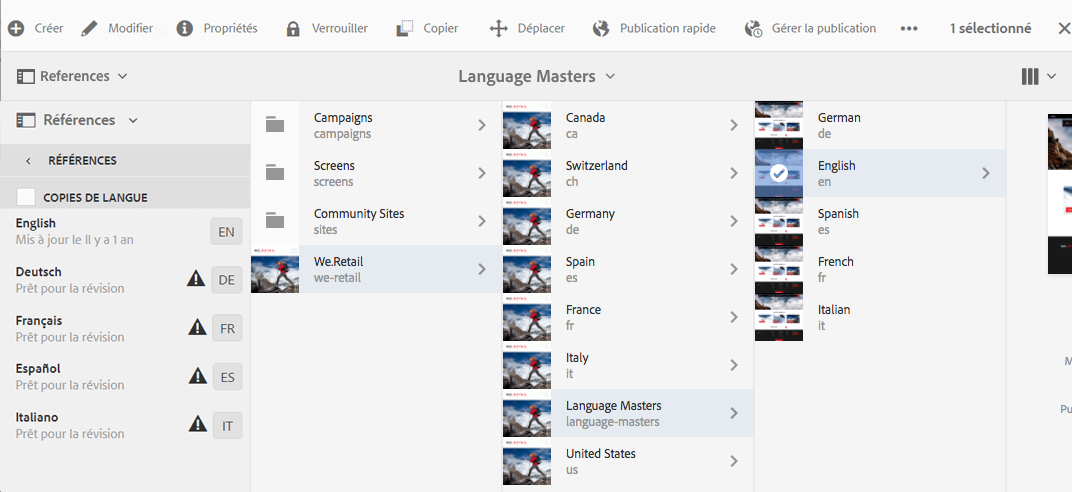 Créer
Modifier
Propriétés
Verrouiller
Copier
Déplacer
Publication rapide
Gérer la publication
1 sélectionné
References
Language Masters
Références
RÉFÉRENCES
COPIES DE LANGUE
English
Mis à jour le Il y a 1 an
EN
Deutsch
Prêt pour la révision
DE
Français
Prêt pour la révision
FR
Español
Prêt pour la révision
ES
Italiano
Prêt pour la révision
IT
Campaigns
campaigns
Screens
screens
Community Sites
sites
We.Retail
we-retail
Canada
ca
Switzerland
ch
Germany
de
Spain
es
France
fr
Italy
it
Language Masters
language-masters
United States
us
German
de
English
en
Spanish
es
French
fr
Italian
it
M
Pu